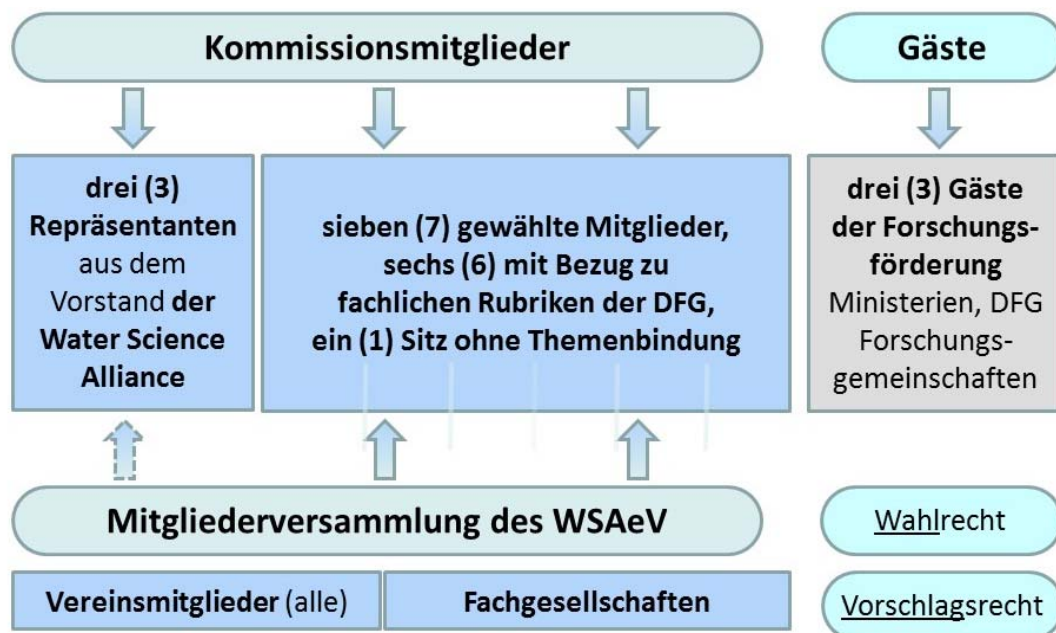 Kommissionsmitglieder
Gäste
drei (3)
Repräsentanten
aus dem
Vorstand der
Water Science
Alliance
sieben (7) gewählte Mitglieder,
sechs (6) mit Bezug zu
fachlichen Rubriken der DFG,
ein (1) Sitz ohne Themenbindung
drei (3) Gäste
der Forschungs-
förderung
Ministerien, DFG
Forschungs-
gemeinschaften
Mitgliederversammlung des WSAeV
Wahlrecht
Vereinsmitglieder (alle)
Fachgesellschaften
Vorschlagsrecht